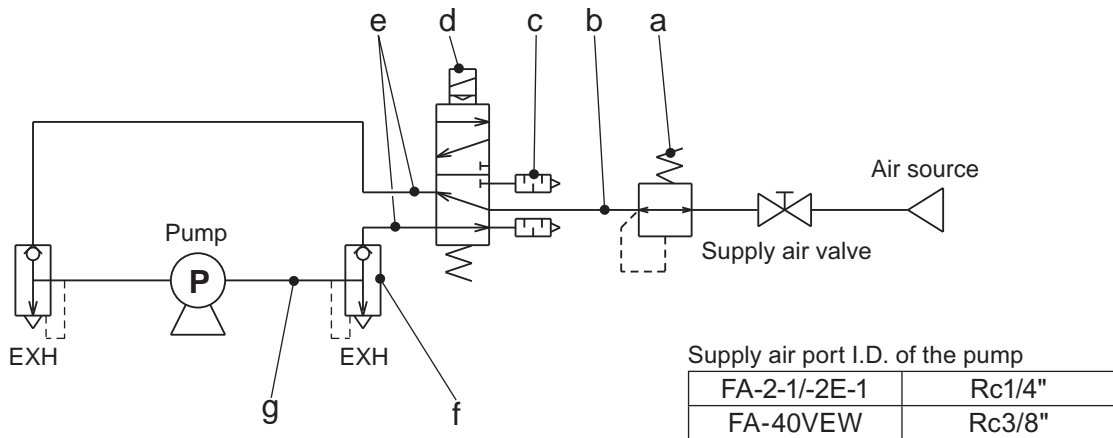 e d c b a
Air source
Pump
P
Supply air valve
EXH EXH
g f
Supply air port I.D. of the pump
FA-2-1/-2E-1 Rc1/4"
FA-40VEW Rc3/8"